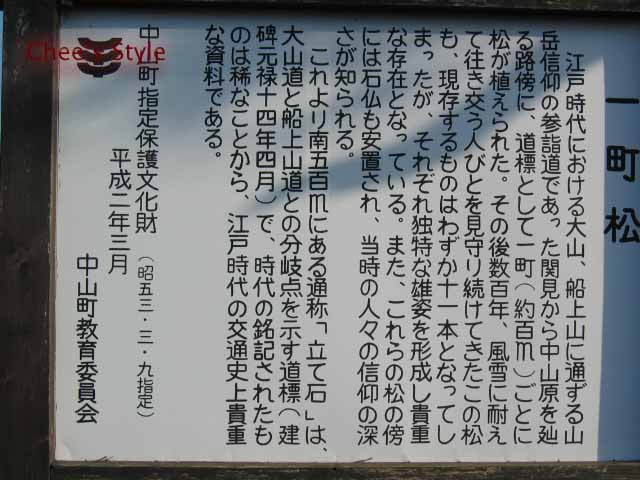 一町松
江戸時代における大山、船上山に通ずる山
岳信仰の参詣道であった関見から中山原を𨑛
る路傍に、道標として一町(約百m)ごとに
松が植えられた。その後数百年、風雪に耐え
て往き交う人びとを見守り続けてきたこの松
も、現存するものはわずか十一本となってし
まったが、それぞれ独特な雄姿を形成し貴重
な存在となっている。また、これらの松の傍
には石仏も安置され、当時の人々の信仰の深
さが知られる。
これより南五百mにある通称「立て石」は、
大山道と船上山道との分岐点を示す道標(建
碑元禄十四年四月)で、時代の銘記されたも
のは稀なことから、江戸時代の交通史上貴重
な資料である。
中山町指定保護文化財(昭五三・三・九指定)
平成二年三月
中山町教育委員会
Chee's Style